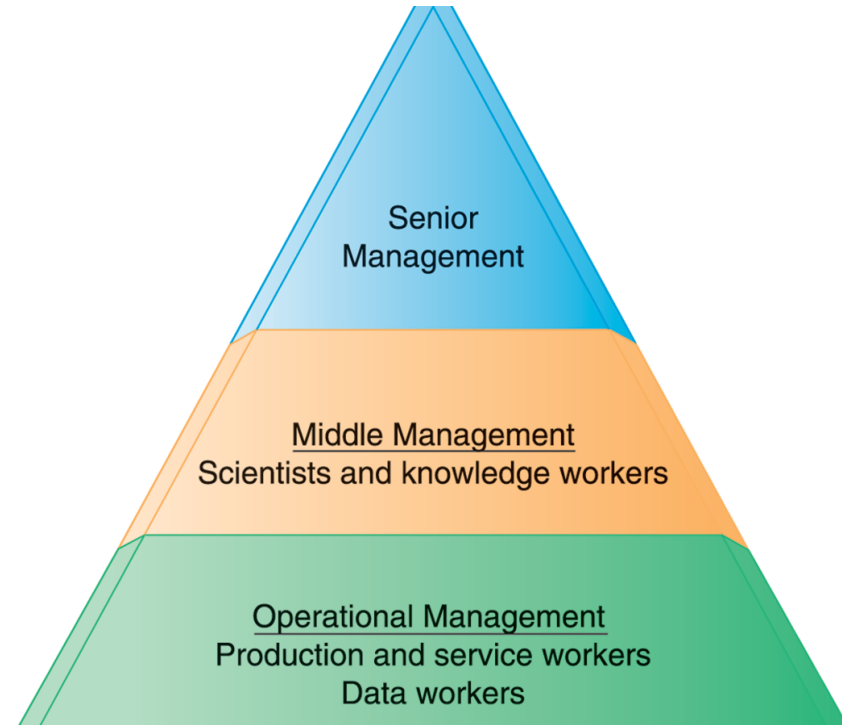 Senior
Management
Middle Management
Scientists and knowledge workers
Operational Management
Production and service workers
Data workers